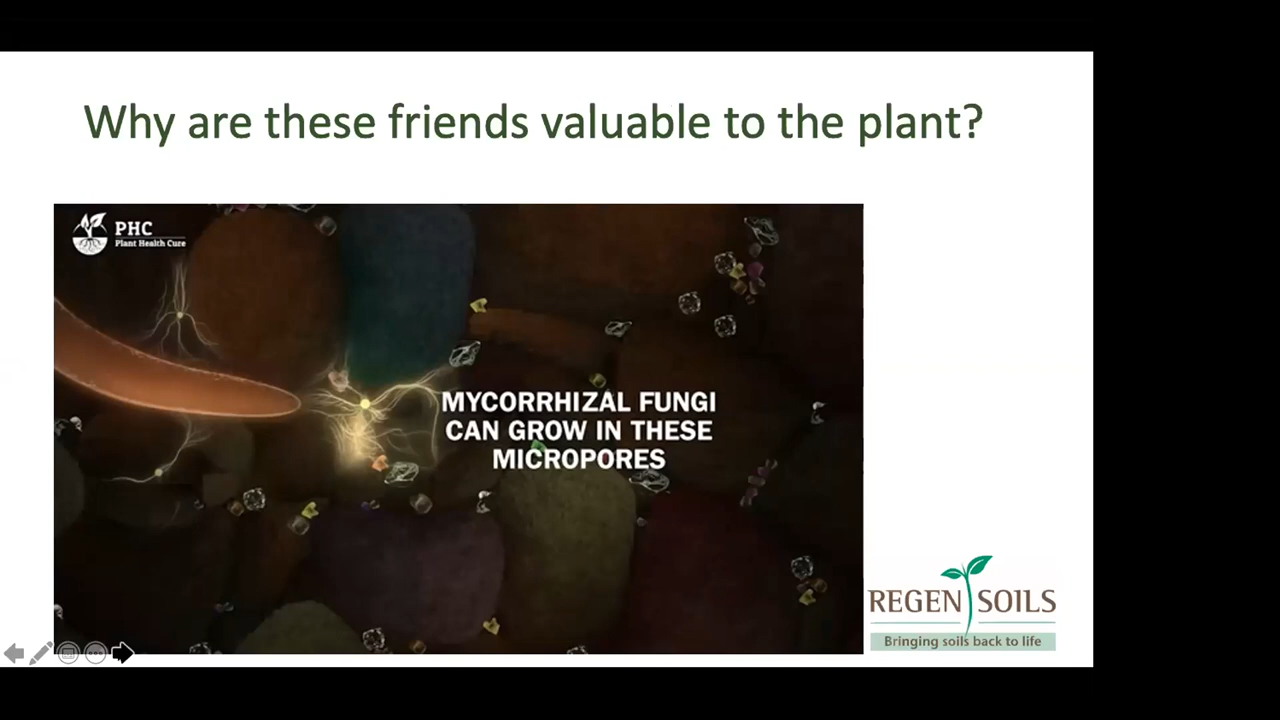 Why are these friends valuable to the plant?
PHC
Plant Health Cure
MYCORRHIZAL FUNGI
CAN GROW IN THESE
MICROPORES
REGEN SOILS
Bringing soils back to life